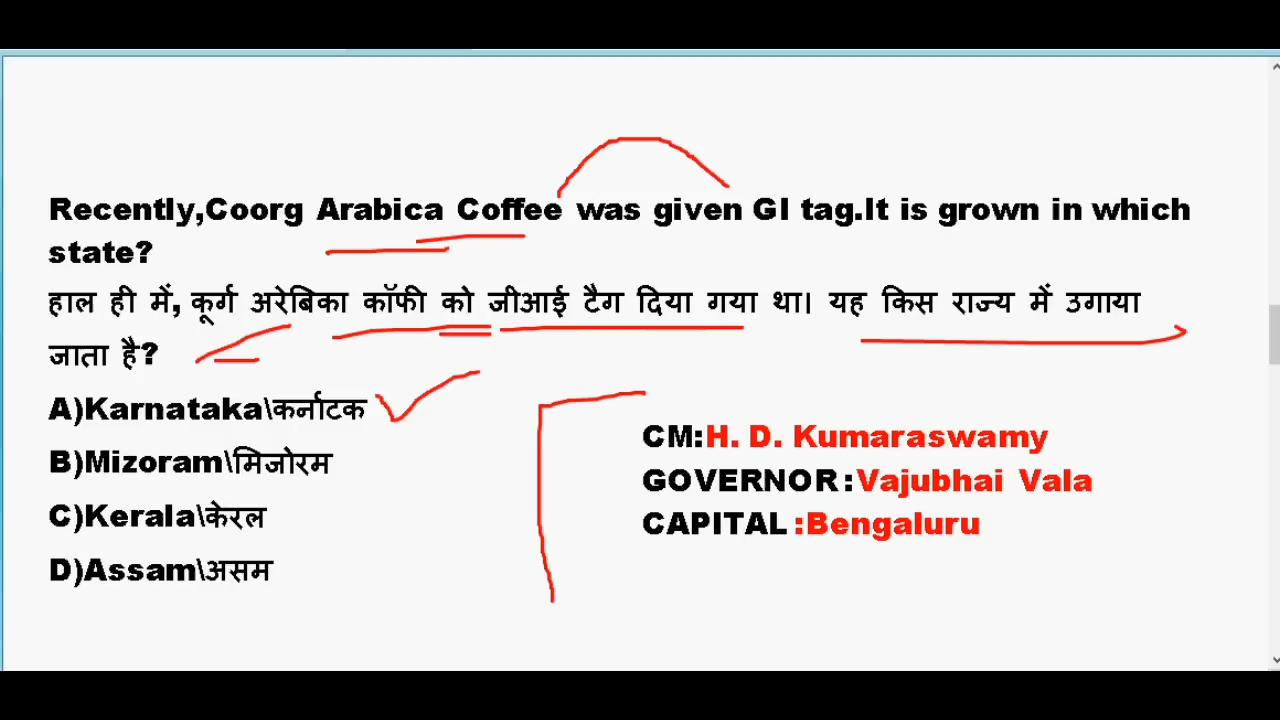 Recently,Coorg Arabica Coffee was given GI tag.It is grown in which
state?
हाल ही में, कूर्ग अरेबिका कॉफी को जीआई टैग दिया गया था। यह किस राज्य में उगाया
जाता है?
A)Karnataka\कर्नाटक
B)Mizoram\मिजोरम
C)Kerala\केरल
D)Assam\असम
CM:H. D. Kumaraswamy
GOVERNOR:Vajubhai Vala
CAPITAL:Bengaluru